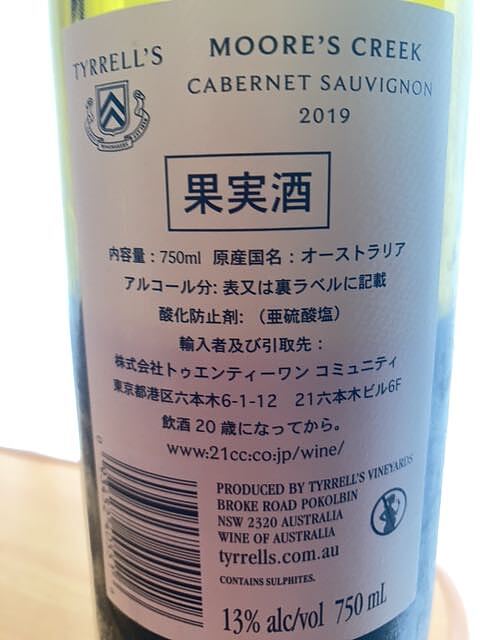 TYRRELL'S
MOORE'S CREEK
CABERNET SAUVIGNON
2019
果実酒
内容量：750ml 原産国名：オーストラリア
アルコール分: 表又は裏ラベルに記載
酸化防止剤: （亜硫酸塩）
輸入者及び引取先：
株式会社トゥエンティーワン コミュニティ
東京都港区六本木6-1-12 21六本木ビル6F
飲酒20歳になってから。
www.21cc.co.jp/wine/
PRODUCED BY TYRRELL'S VINEYARDS
BROKE ROAD POKOLBIN
NSW 2320 AUSTRALIA
WINE OF AUSTRALIA
tyrrells.com.au
CONTAINS SULPHITES.
13% alc/vol 750 mL